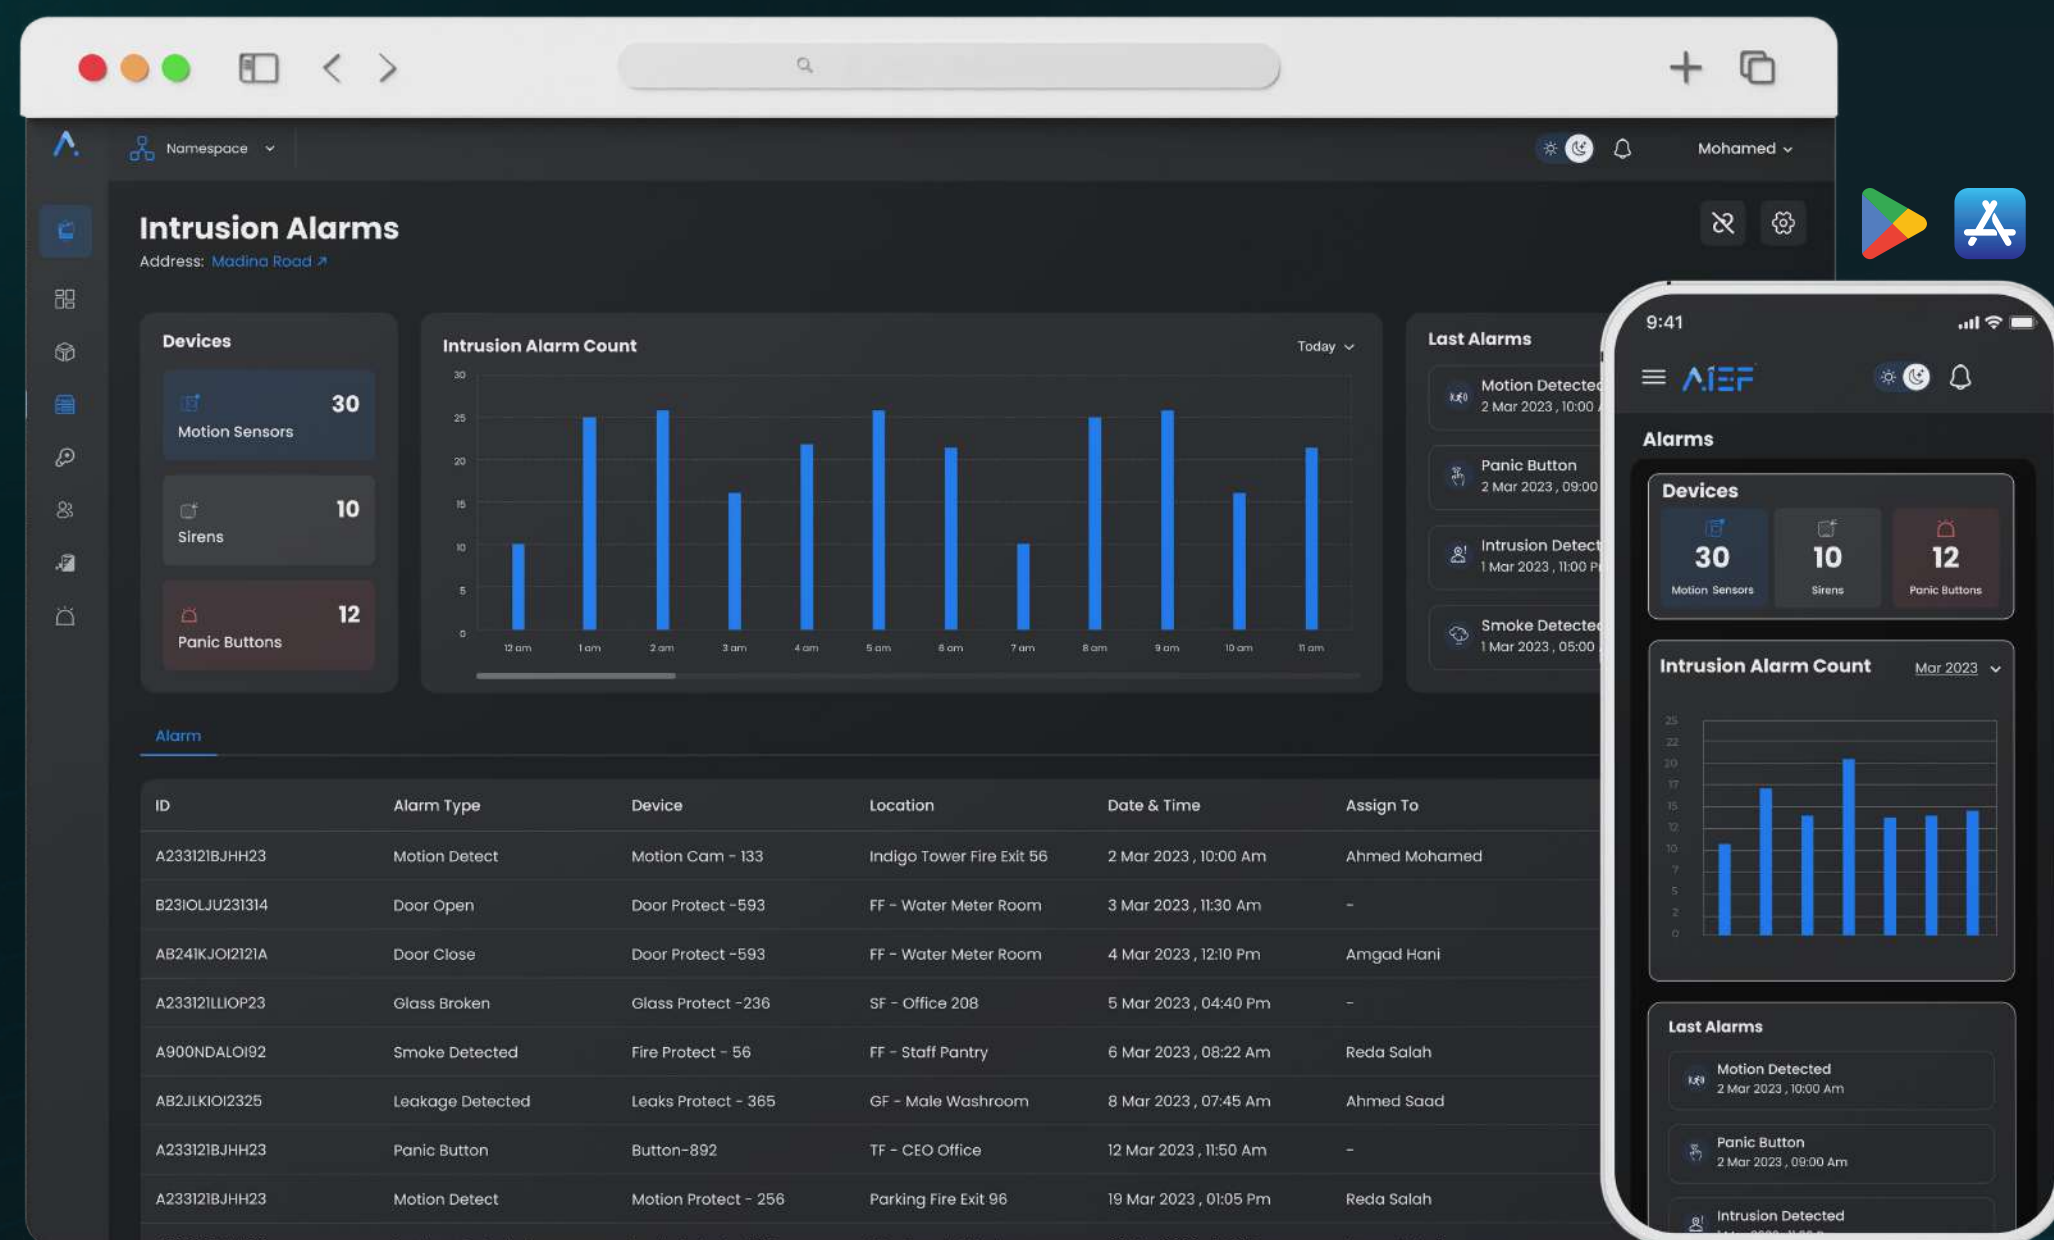 Namespace
Mohamed
Intrusion Alarms
Address: Madina Road
Devices
30
Motion Sensors
10
Sirens
12
Panic Buttons
Intrusion Alarm Count
Today
30
25
20
15
10
5
0
12 am 1 am 2 am 3 am 4 am 5 am 6 am 7 am 8 am 9 am 10 am 11 am
Last Alarms
Motion Detected
2 Mar 2023 , 10:00
Panic Button
2 Mar 2023 , 09:00
Intrusion Detect
1 Mar 2023 , 11:00 P
Smoke Detected
1 Mar 2023 , 05:00
Alarm
ID Alarm Type Device Location Date & Time Assign To
A233121BJHH23 Motion Detect Motion Cam - 133 Indigo Tower Fire Exit 56 2 Mar 2023 , 10:00 Am Ahmed Mohamed
B23IOLJU231314 Door Open Door Protect -593 FF - Water Meter Room 3 Mar 2023 , 11:30 Am -
AB241KJOI2121A Door Close Door Protect -593 FF - Water Meter Room 4 Mar 2023 , 12:10 Pm Amgad Hani
A233121LLIOP23 Glass Broken Glass Protect -236 SF - Office 208 5 Mar 2023 , 04:40 Pm -
A900NDALOI92 Smoke Detected Fire Protect - 56 FF - Staff Pantry 6 Mar 2023 , 08:22 Am Reda Salah
AB2JLKIOI2325 Leakage Detected Leaks Protect - 365 GF - Male Washroom 8 Mar 2023 , 07:45 Am Ahmed Saad
A233121BJHH23 Panic Button Button-892 TF - CEO Office 12 Mar 2023 , 11:50 Am -
A233121BJHH23 Motion Detect Motion Protect - 256 Parking Fire Exit 96 19 Mar 2023 , 01:05 Pm Reda Salah
9:41
AIEF
Alarms
Devices
30 10 12
Motion Sensors Sirens Panic Buttons
Intrusion Alarm Count Mar 2023
25
22
20
17
15
12
10
7
5
2
0
Last Alarms
Motion Detected
2 Mar 2023 , 10:00 Am
Panic Button
2 Mar 2023 , 09:00 Am
Intrusion Detected